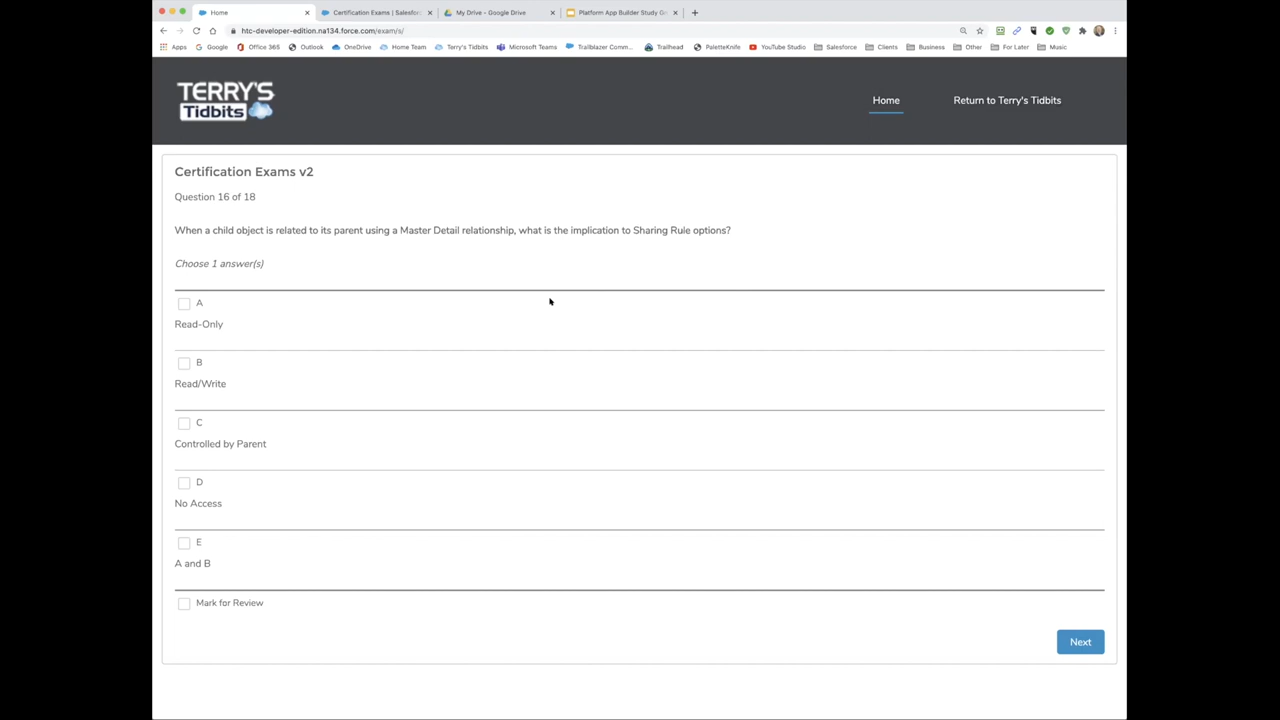 Home
Certification Exams | Salesforc
My Drive – Google Drive
Platform App Builder Study Gu
htc-developer-edition.na134.force.com/exam/s/
Apps
Google
Office 365
Outlook
OneDrive
Home Team
Terry's Tidbits
Microsoft Teams
Trailblazer Comm...
Trailhead
PaletteKnife
YouTube Studio
Salesforce
Clients
Business
Other
For Later
Music
TERRY'S
Tidbits
Home
Return to Terry's Tidbits
Certification Exams v2
Question 16 of 18
When a child object is related to its parent using a Master Detail relationship, what is the implication to Sharing Rule options?
Choose 1 answer(s)
A
Read-Only
B
Read/Write
C
Controlled by Parent
D
No Access
E
A and B
Mark for Review
Next